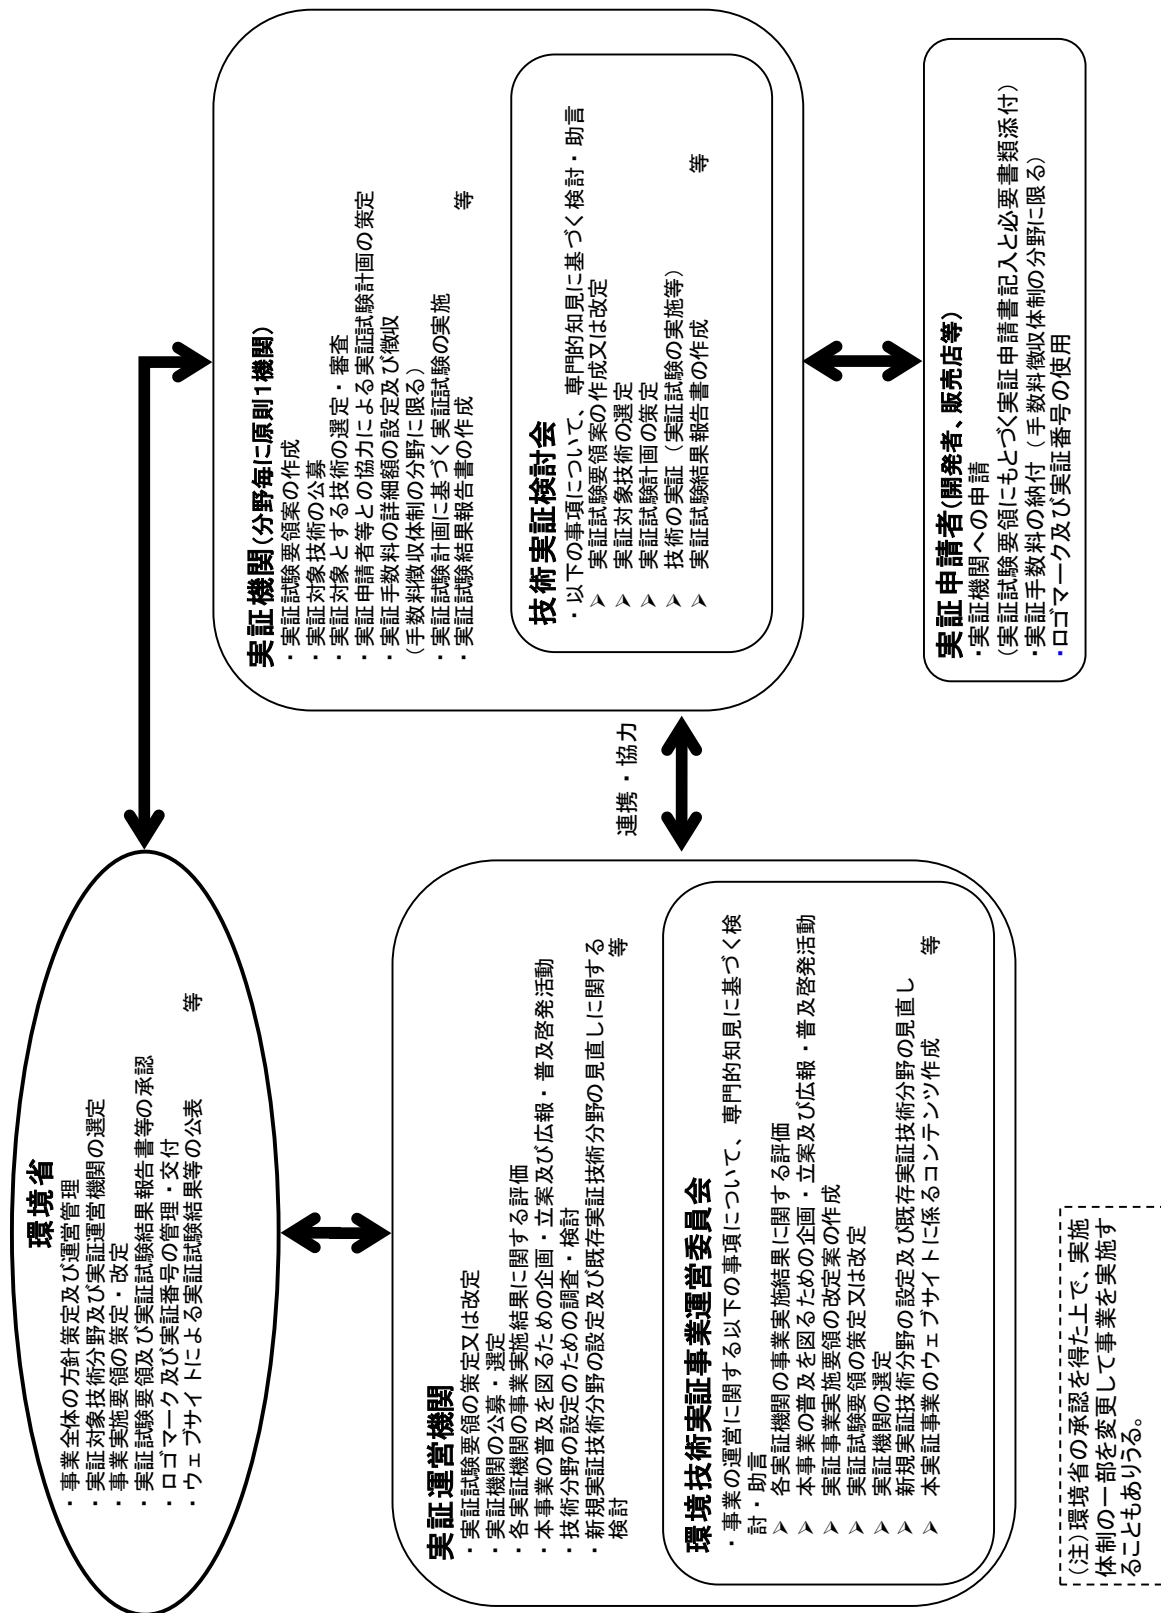 環境省
・事業全体の方針策定及び運営管理
・実証対象技術分野及び実証運営機関の選定
・事業実施要領の策定・改定
・実証試験要領及び実証試験結果報告書等の承認
・ロゴマーク及び実証番号の管理・交付
・ウェブサイトによる実証試験結果等の公表 等
実証運営機関
・実証試験要領の策定又は改定
・実証機関の公募・選定
・各実証機関の事業実施結果に関する評価
・本事業の普及を図るための企画・立案及び広報・普及啓発活動
・技術分野の設定のための調査・検討
・新規実証技術分野の設定及び既存実証技術分野の見直しに関する
検討 等
環境技術実証事業運営委員会
・事業の運営に関する以下の事項について、専門的知見に基づく検
討・助言
➢ 各実証機関の事業実施結果に関する評価
➢ 本事業の普及を図るための企画・立案及び広報・普及啓発活動
➢ 実証事業実施要領の改定案の作成
➢ 実証試験要領の策定又は改定
➢ 実証機関の選定
➢ 新規実証技術分野の設定及び既存実証技術分野の見直し
➢ 本実証事業のウェブサイトに係るコンテンツ作成 等
連携・協力
実証機関(分野毎に原則1機関)
・実証試験要領案の作成
・実証対象技術の公募
・実証対象とする技術の選定・審査
・実証申請者等との協力による実証試験計画の策定
・実証手数料の詳細額の設定及び徴収
(手数料徴収体制の分野に限る)
・実証試験計画に基づく実証試験の実施
・実証試験結果報告書の作成 等
技術実証検討会
・以下の事項について、専門的知見に基づく検討・助言
➢ 実証試験要領案の作成又は改定
➢ 実証対象技術の選定
➢ 実証試験計画の策定
➢ 技術の実証(実証試験の実施等)
➢ 実証試験結果報告書の作成 等
実証申請者(開発者、販売店等)
・実証機関への申請
(実証試験要領にもとづく実証申請書記入と必要書類添付)
・実証手数料の納付(手数料徴収体制の分野に限る)
・ロゴマーク及び実証番号の使用
(注)環境省の承認を得た上で、実施
体制の一部を変更して事業を実施す
ることもありうる。